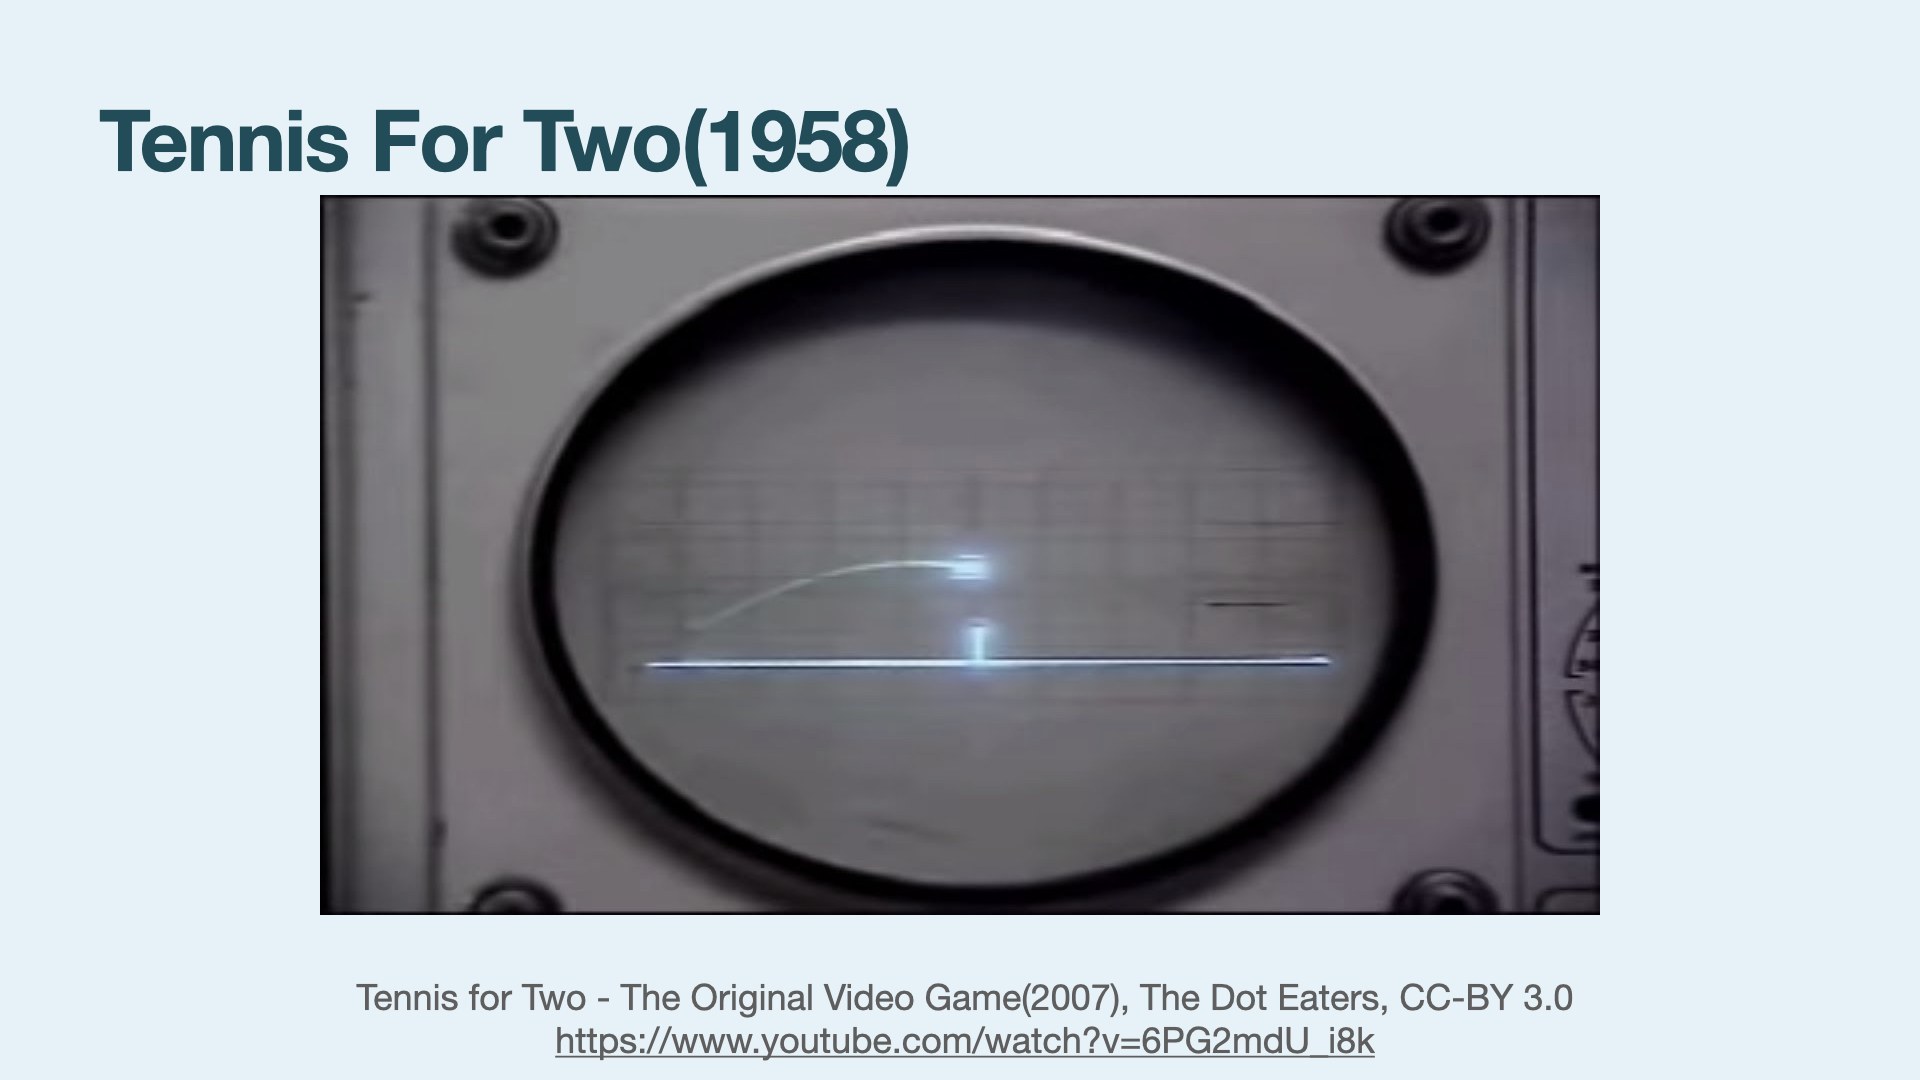 Tennis For Two(1958)
Tennis for Two - The Original Video Game(2007), The Dot Eaters, CC-BY 3.0
https://www.youtube.com/watch?v=6PG2mdU_i8k